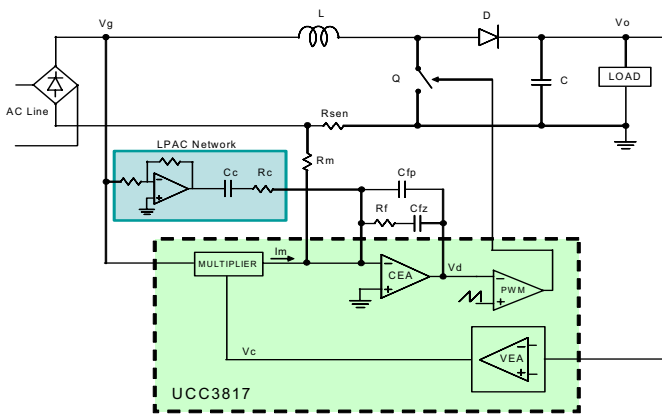 Vg
L
D
Vo
Q
C
LOAD
AC Line
Rsen
LPAC Network
Rm
Cc
Rc
Cfp
Rf
Cfz
Im
MULTIPLIER
CEA
Vd
PWM
Vc
VEA
UCC3817